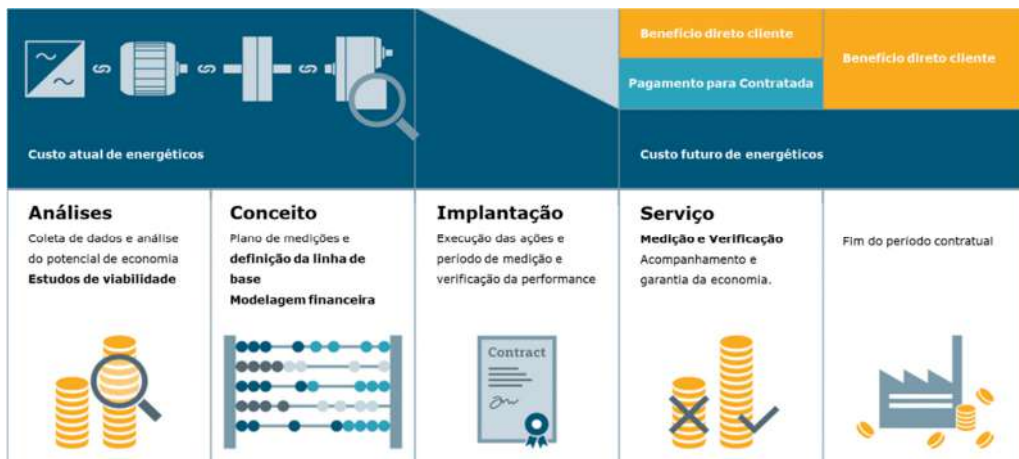 Benefício direto cliente
Pagamento para Contratada
Benefício direto cliente
Custo atual de energéticos
Custo futuro de energéticos
Análises
Coleta de dados e análise
do potencial de economia
Estudos de viabilidade
Conceito
Plano de medições e
definição da linha de
base
Modelagem financeira
Implantação
Execução das ações e
período de medição e
verificação da performance
Serviço
Medição e Verificação
Acompanhamento e
garantia da economia.
Fim do período contratual
Contract